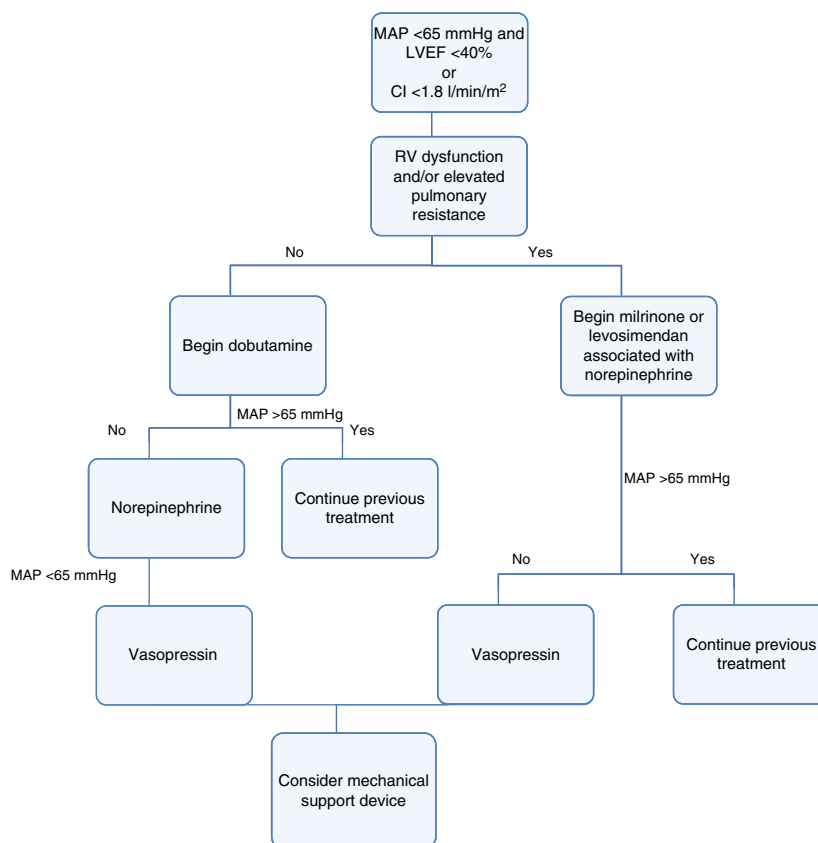 MAP <65 mmHg and
LVEF <40%
or
CI <1.8 l/min/m²
RV dysfunction
and/or elevated
pulmonary
resistance
No
Yes
Begin dobutamine
Begin milrinone or
levosimendan
associated with
norepinephrine
MAP >65 mmHg
No
Yes
Norepinephrine
Continue previous
treatment
MAP >65 mmHg
MAP <65 mmHg
No
Yes
Vasopressin
Vasopressin
Continue previous
treatment
Consider mechanical
support device